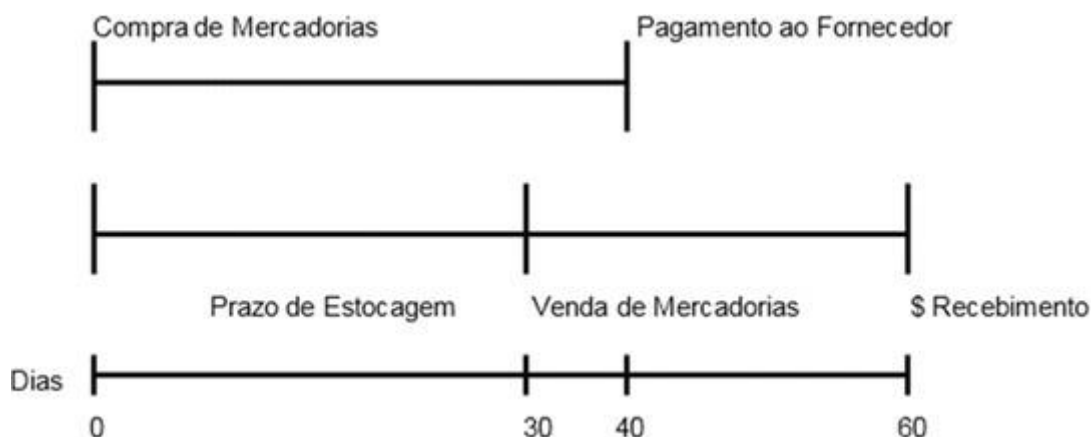 Compra de Mercadorias Pagamento ao Fornecedor
Prazo de Estocagem Venda de Mercadorias $ Recebimento
Dias
0 30 40 60